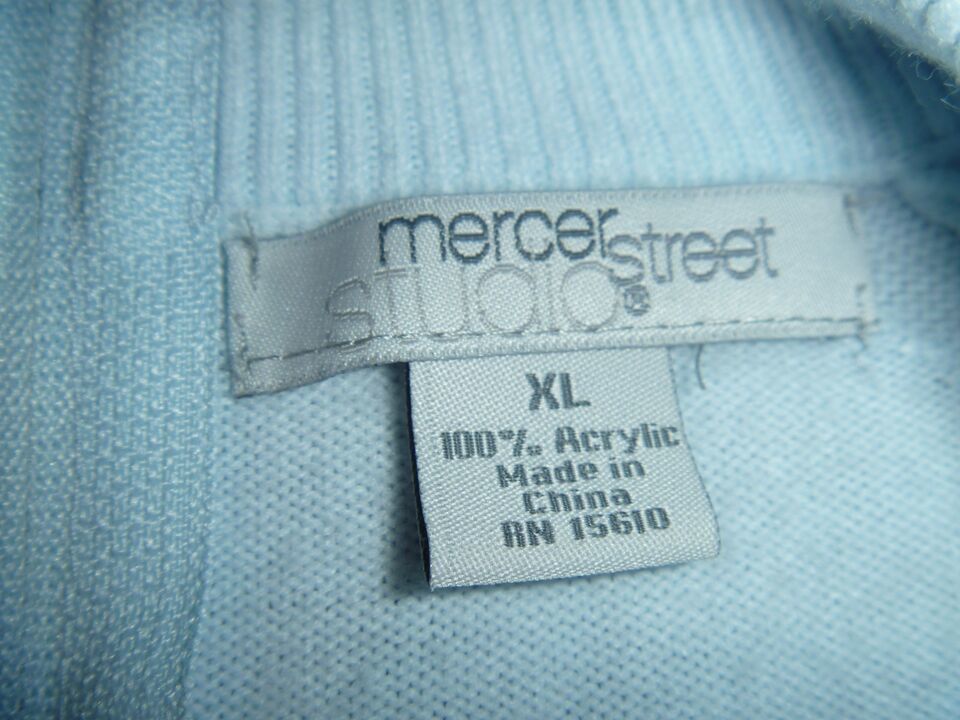 mercer street
STUDIO®
XL
100% Acrylic
Made in
China
RN 15610